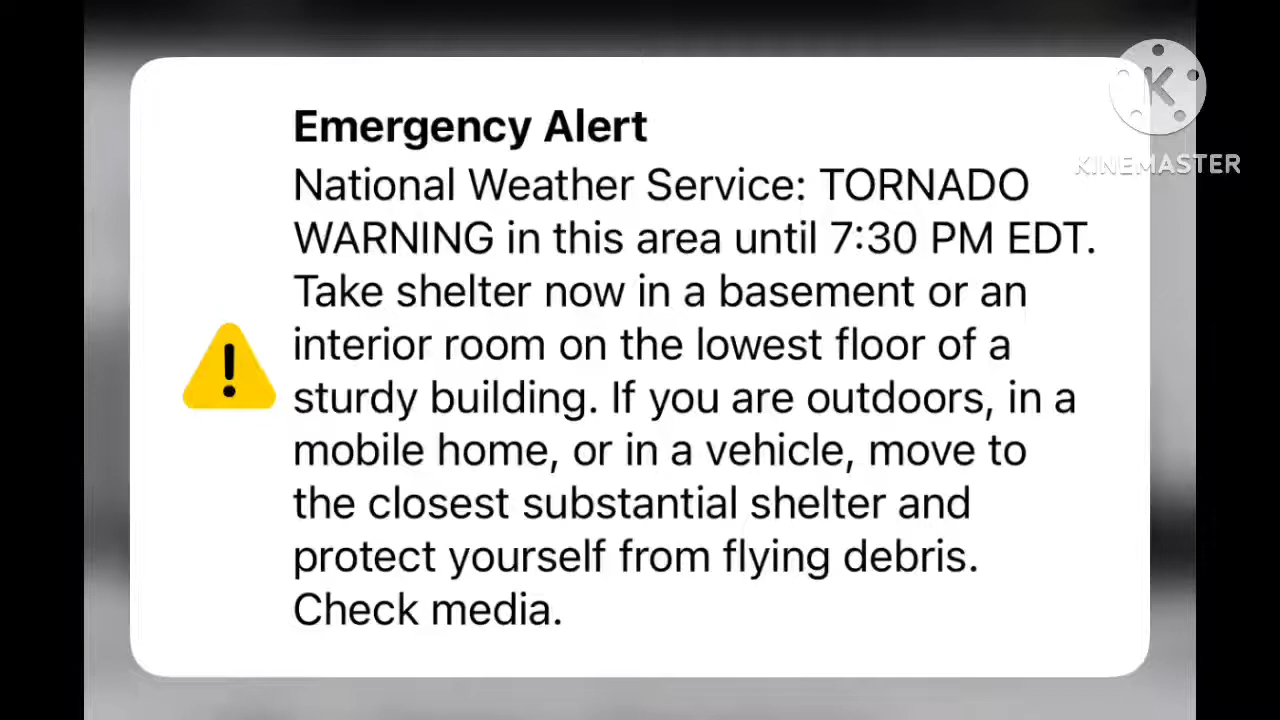 Emergency Alert
National Weather Service: TORNADO
WARNING in this area until 7:30 PM EDT.
Take shelter now in a basement or an
interior room on the lowest floor of a
sturdy building. If you are outdoors, in a
mobile home, or in a vehicle, move to
the closest substantial shelter and
protect yourself from flying debris.
Check media.
K
KINEMASTER